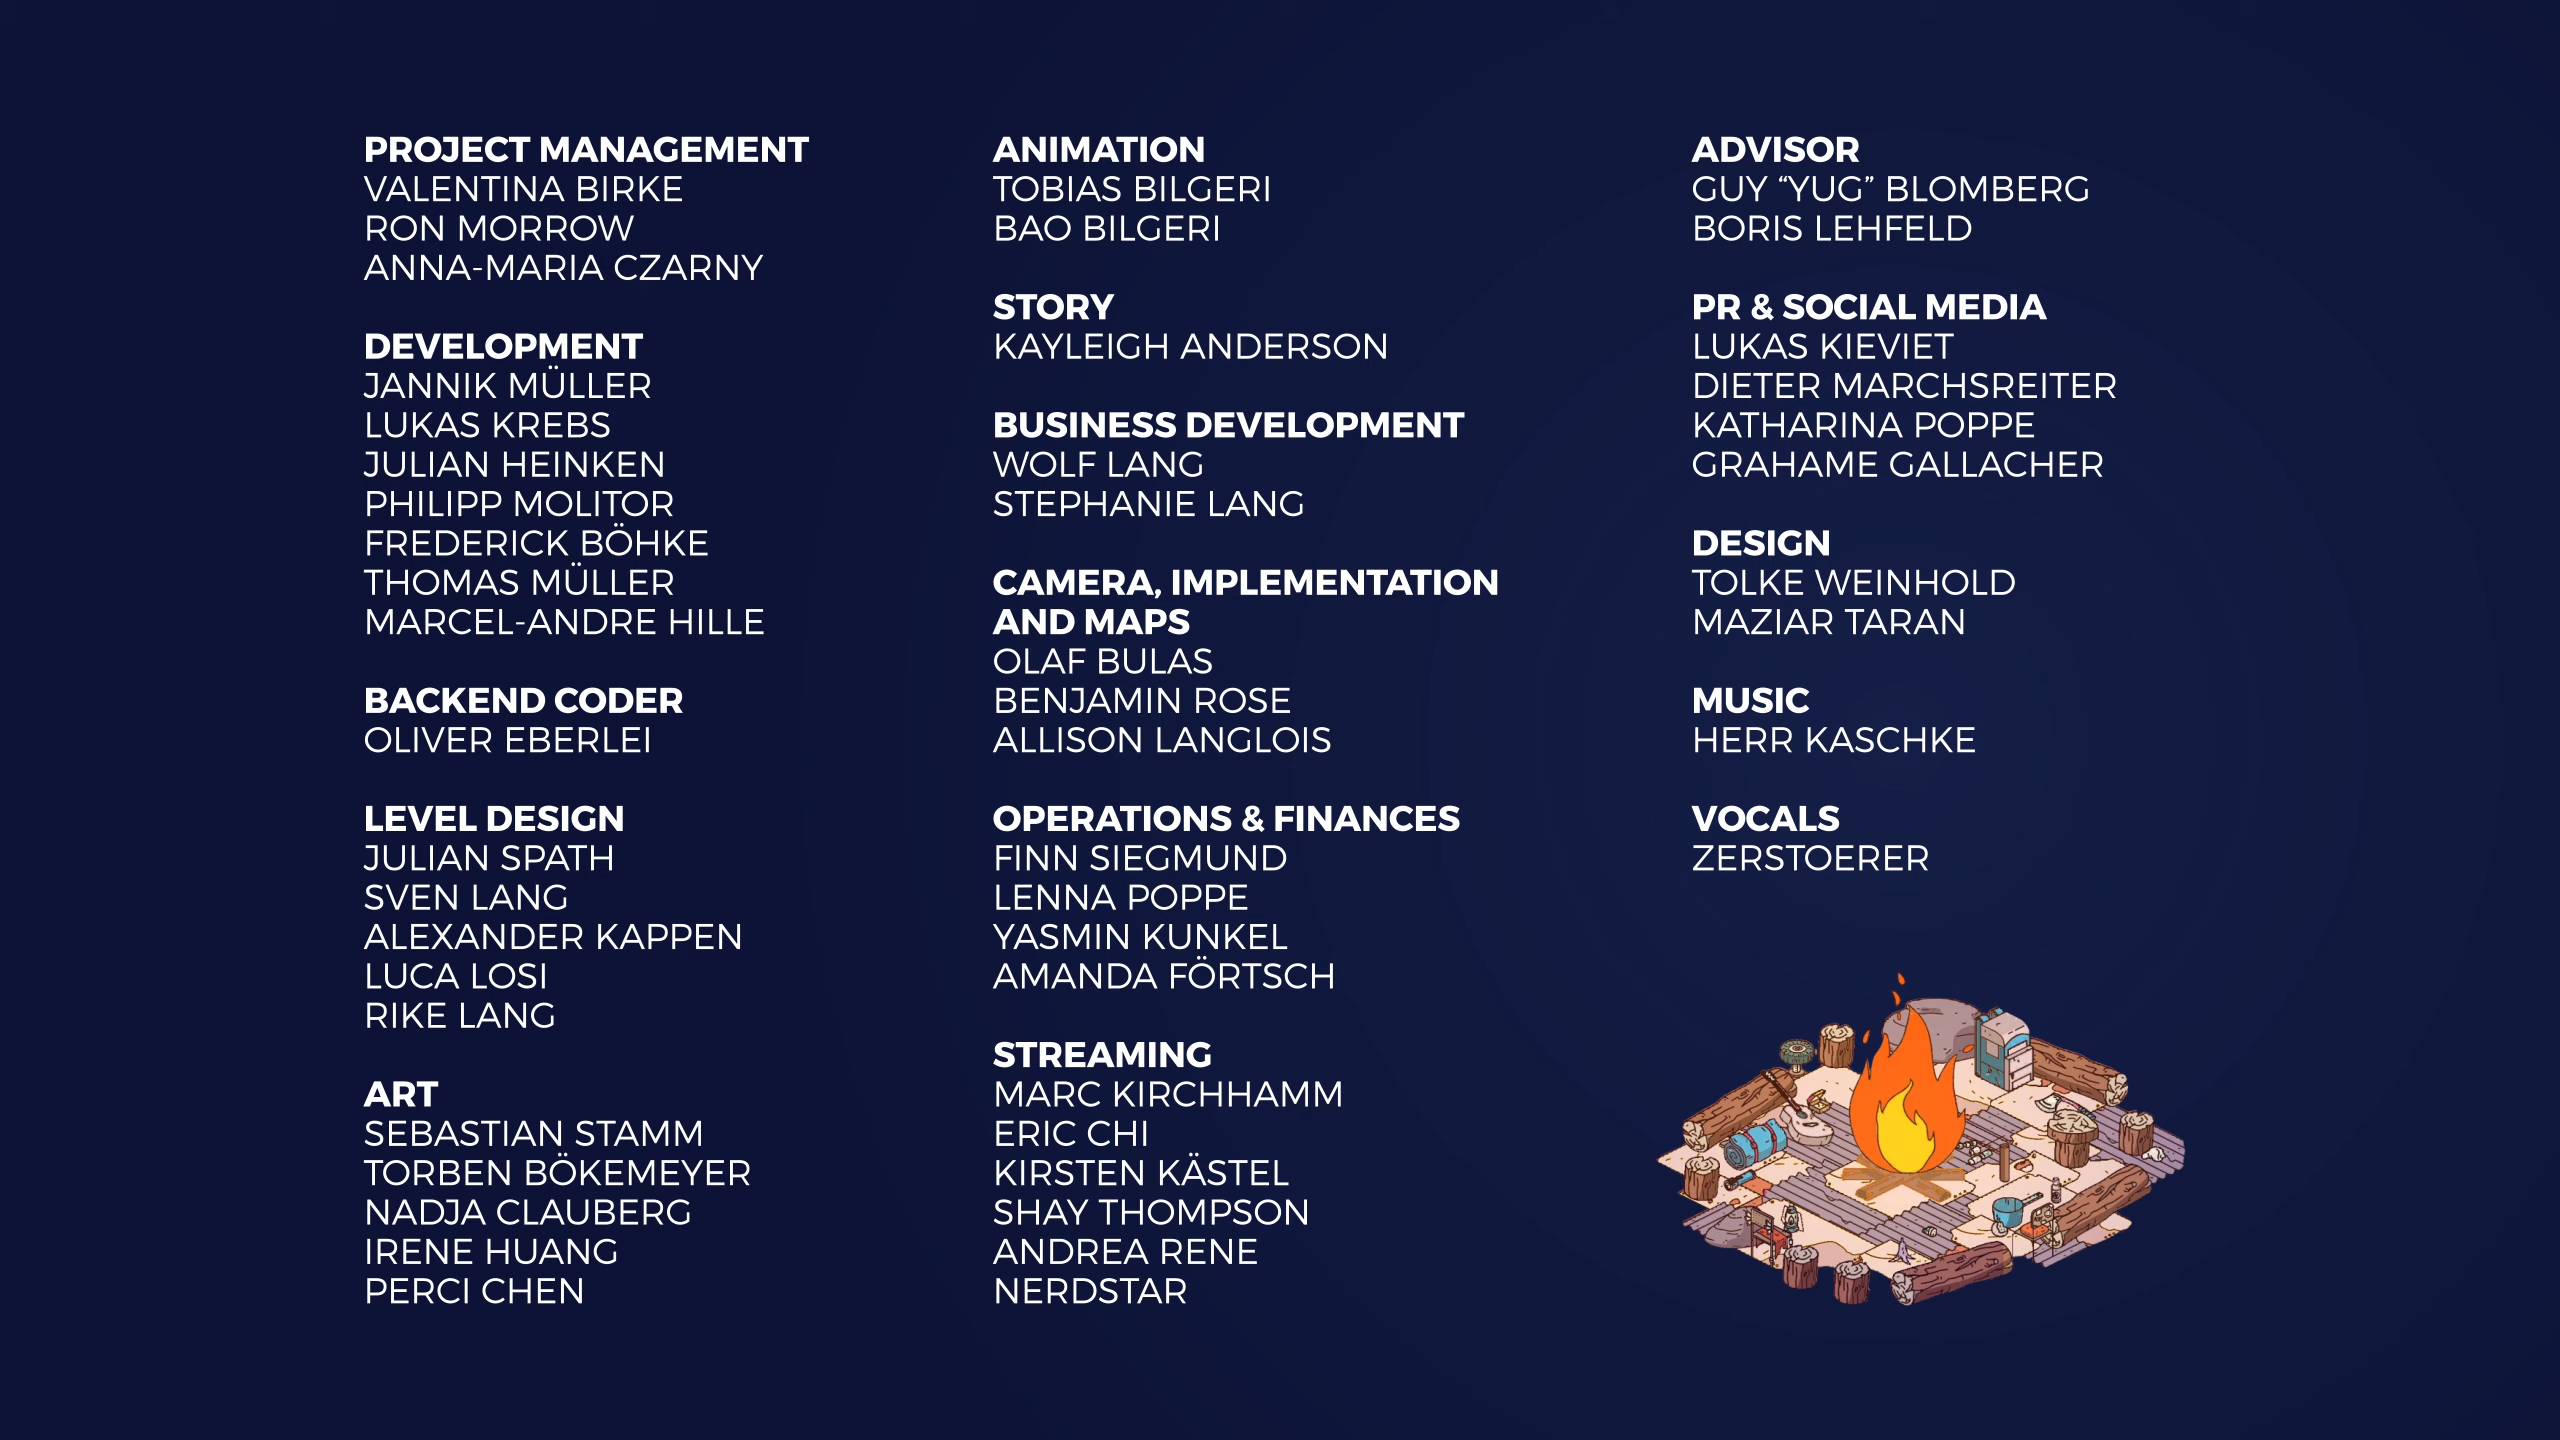 PROJECT MANAGEMENT
VALENTINA BIRKE
RON MORROW
ANNA-MARIA CZARNY
DEVELOPMENT
JANNIK MÜLLER
LUKAS KREBS
JULIAN HEINKEN
PHILIPP MOLITOR
FREDERICK BÖHKE
THOMAS MÜLLER
MARCEL-ANDRE HILLE
BACKEND CODER
OLIVER EBERLEI
LEVEL DESIGN
JULIAN SPATH
SVEN LANG
ALEXANDER KAPPEN
LUCA LOSI
RIKE LANG
ART
SEBASTIAN STAMM
TORBEN BÖKEMEYER
NADJA CLAUBERG
IRENE HUANG
PERCI CHEN
ANIMATION
TOBIAS BILGERI
BAO BILGERI
STORY
KAYLEIGH ANDERSON
BUSINESS DEVELOPMENT
WOLF LANG
STEPHANIE LANG
CAMERA, IMPLEMENTATION
AND MAPS
OLAF BULAS
BENJAMIN ROSE
ALLISON LANGLOIS
OPERATIONS & FINANCES
FINN SIEGMUND
LENNA POPPE
YASMIN KUNKEL
AMANDA FÖRTSCH
STREAMING
MARC KIRCHHAMM
ERIC CHI
KIRSTEN KÄSTEL
SHAY THOMPSON
ANDREA RENE
NERDSTAR
ADVISOR
GUY “YUG” BLOMBERG
BORIS LEHFELD
PR & SOCIAL MEDIA
LUKAS KIEVIET
DIETER MARCHSREITER
KATHARINA POPPE
GRAHAME GALLACHER
DESIGN
TOLKE WEINHOLD
MAZIAR TARAN
MUSIC
HERR KASCHKE
VOCALS
ZERSTOERER